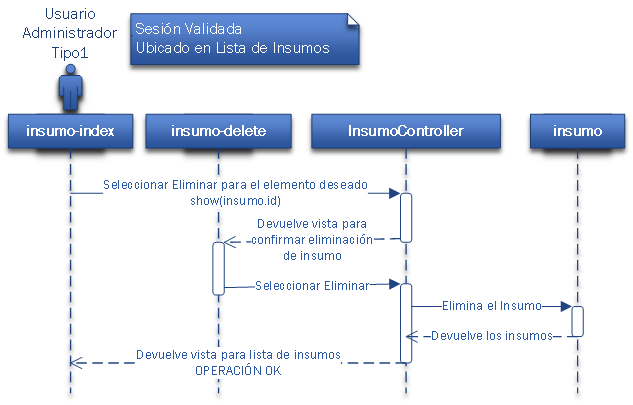 Usuario
Administrador
Tipo1
Sesión Validada
Ubicado en Lista de Insumos
insumo-index
insumo-delete
InsumoController
insumo
Seleccionar Eliminar para el elemento deseado
show(insumo.id)
Devuelve vista para
confirmar eliminación
de insumo
Seleccionar Eliminar
Elimina el Insumo
Devuelve los insumos
Devuelve vista para lista de insumos
OPERACIÓN OK